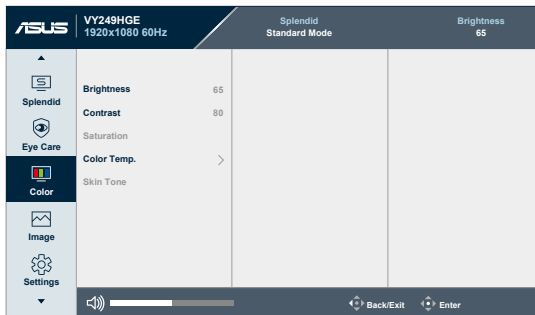 ASUS
VY249HGE
1920x1080 60Hz
Splendid
Standard Mode
Brightness
65
Splendid
Eye Care
Color
Image
Settings
Brightness 65
Contrast 80
Saturation
Color Temp.
Skin Tone
Back/Exit
Enter